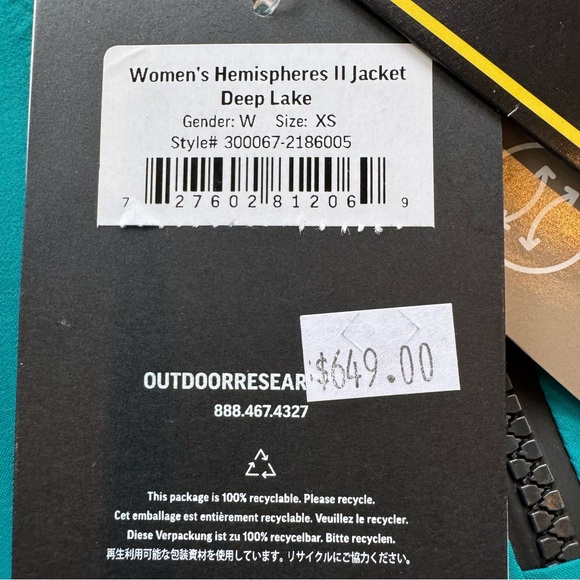 Women's Hemispheres II Jacket
Deep Lake
Gender: W Size: XS
Style# 300067-2186005
7 27602 81206 9
$649.00
OUTDOORRESEAR
888.467.4327
This package is 100% recyclable. Please recycle.
Cet emballage est entièrement recyclable. Veuillez le recycler.
Diese Verpackung ist zu 100% recycelbar. Bitte recyclen.
再生利用可能な包装資材を使用しています。リサイクルにご協力ください。